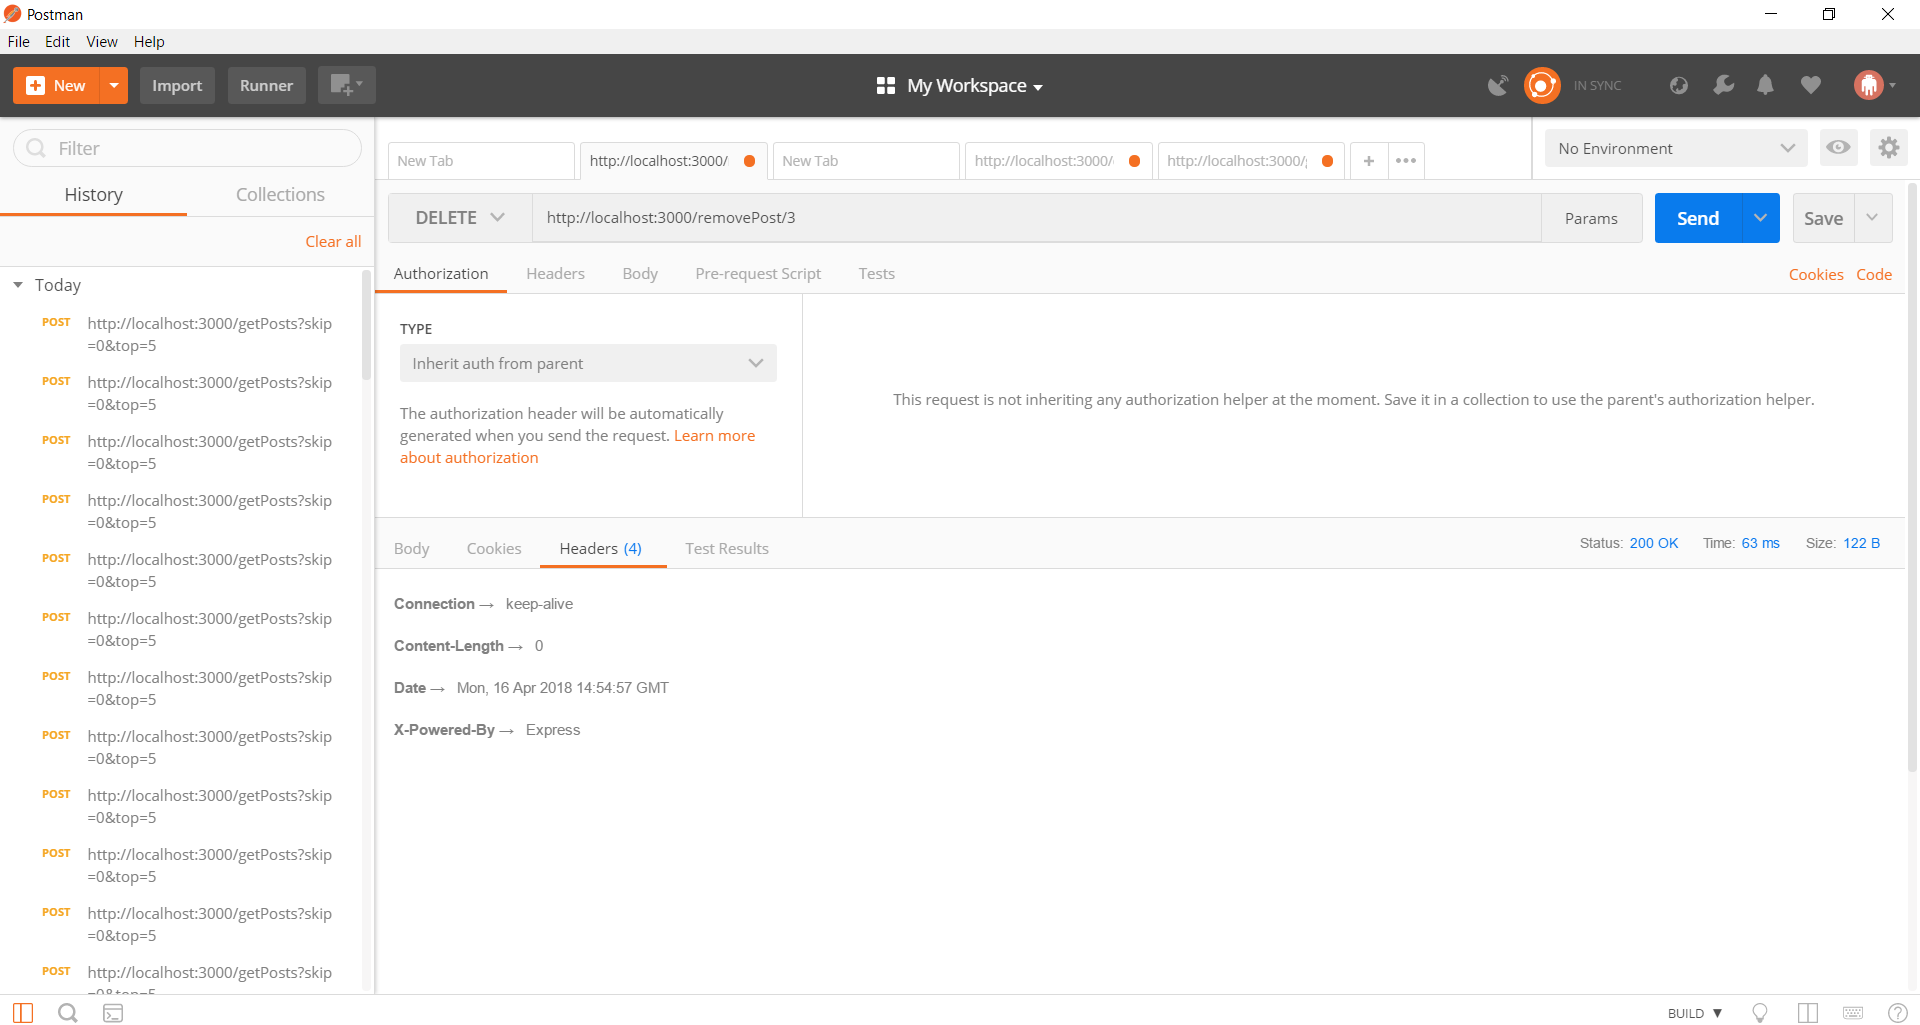 Postman
File Edit View Help
New Import Runner My Workspace IN SYNC
Filter
History Collections
Clear all
Today
POST http://localhost:3000/getPosts?skip
=0&top=5
POST http://localhost:3000/getPosts?skip
=0&top=5
POST http://localhost:3000/getPosts?skip
=0&top=5
POST http://localhost:3000/getPosts?skip
=0&top=5
POST http://localhost:3000/getPosts?skip
=0&top=5
POST http://localhost:3000/getPosts?skip
=0&top=5
POST http://localhost:3000/getPosts?skip
=0&top=5
POST http://localhost:3000/getPosts?skip
=0&top=5
POST http://localhost:3000/getPosts?skip
=0&top=5
POST http://localhost:3000/getPosts?skip
=0&top=5
POST http://localhost:3000/getPosts?skip
=0&top=5
POST http://localhost:3000/getPosts?skip
=0&top=5
New Tab http://localhost:3000/ New Tab http://localhost:3000/ http://localhost:3000/ + •••
No Environment
DELETE http://localhost:3000/removePost/3 Params Send Save
Authorization Headers Body Pre-request Script Tests Cookies Code
TYPE
Inherit auth from parent
The authorization header will be automatically
generated when you send the request. Learn more
about authorization
This request is not inheriting any authorization helper at the moment. Save it in a collection to use the parent's authorization helper.
Body Cookies Headers (4) Test Results Status: 200 OK Time: 63 ms Size: 122 B
Connection → keep-alive
Content-Length → 0
Date → Mon, 16 Apr 2018 14:54:57 GMT
X-Powered-By → Express
BUILD ▼